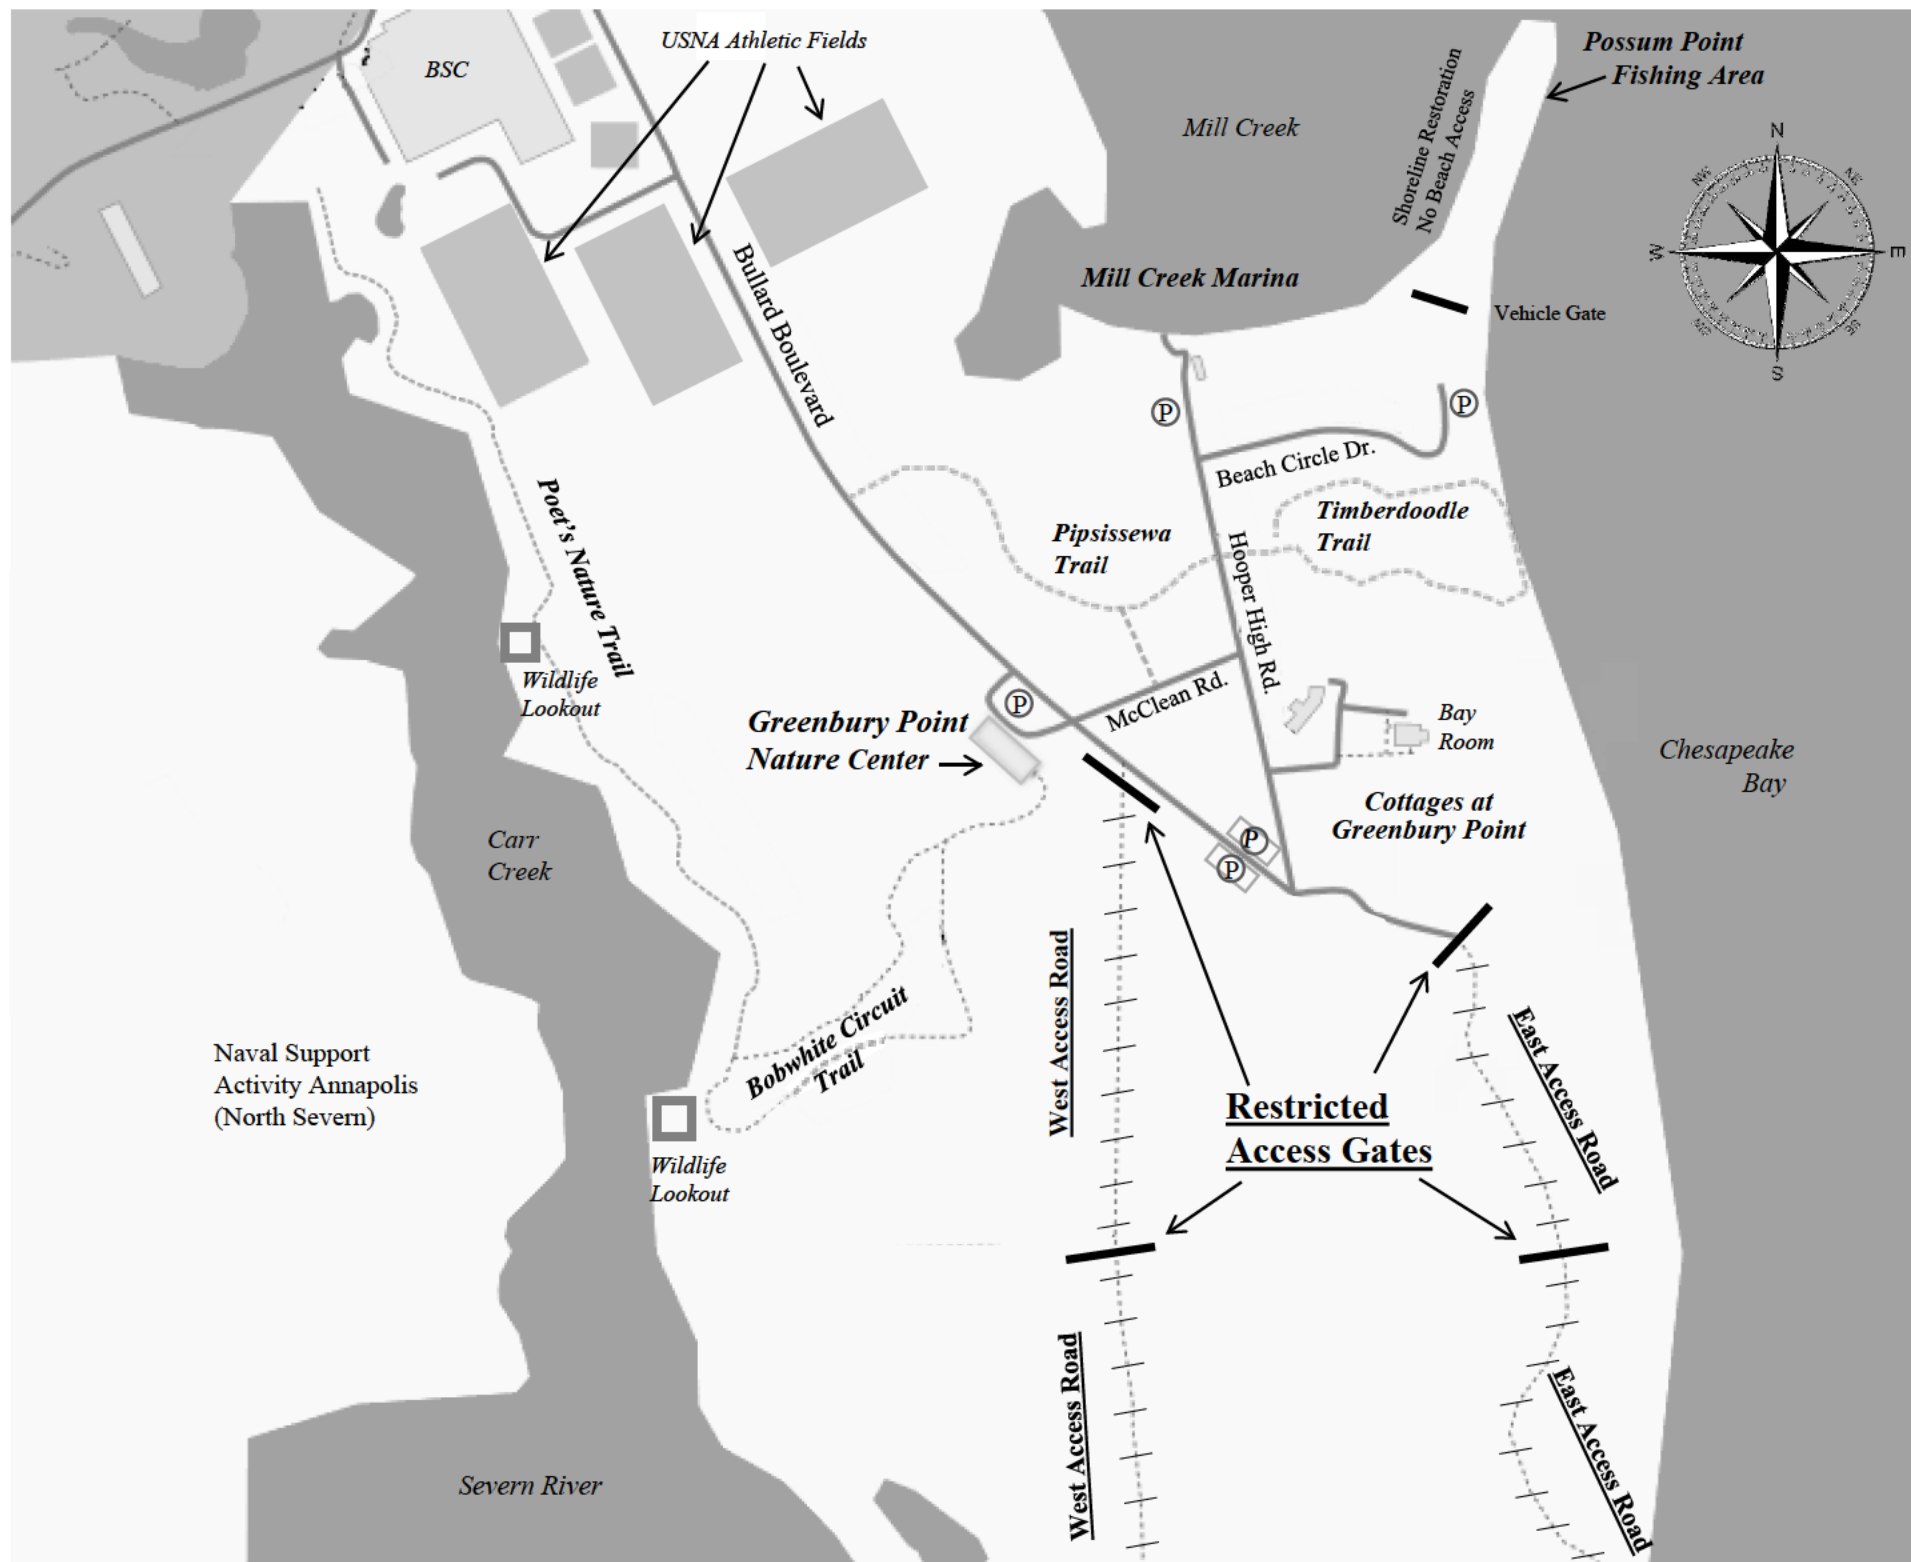 USNA Athletic Fields
BSC
Possum Point
Fishing Area
Mill Creek
Shoreline Restoration
No Beach Access
N
NE
E
SE
S
SW
W
NW
Mill Creek Marina
Vehicle Gate
Bullard Boulevard
P
P
Beach Circle Dr.
Poet's Nature Trail
Pipsissewa
Trail
Timberdoodle
Trail
Hooper High Rd.
Wildlife
Lookout
McClean Rd.
P
Greenbury Point
Nature Center
Bay
Room
Chesapeake
Bay
Cottages at
Greenbury Point
P
P
Carr
Creek
West Access Road
Bobwhite Circuit
Trail
East Access Road
Naval Support
Activity Annapolis
(North Severn)
Restricted
Access Gates
Wildlife
Lookout
West Access Road
East Access Road
Severn River